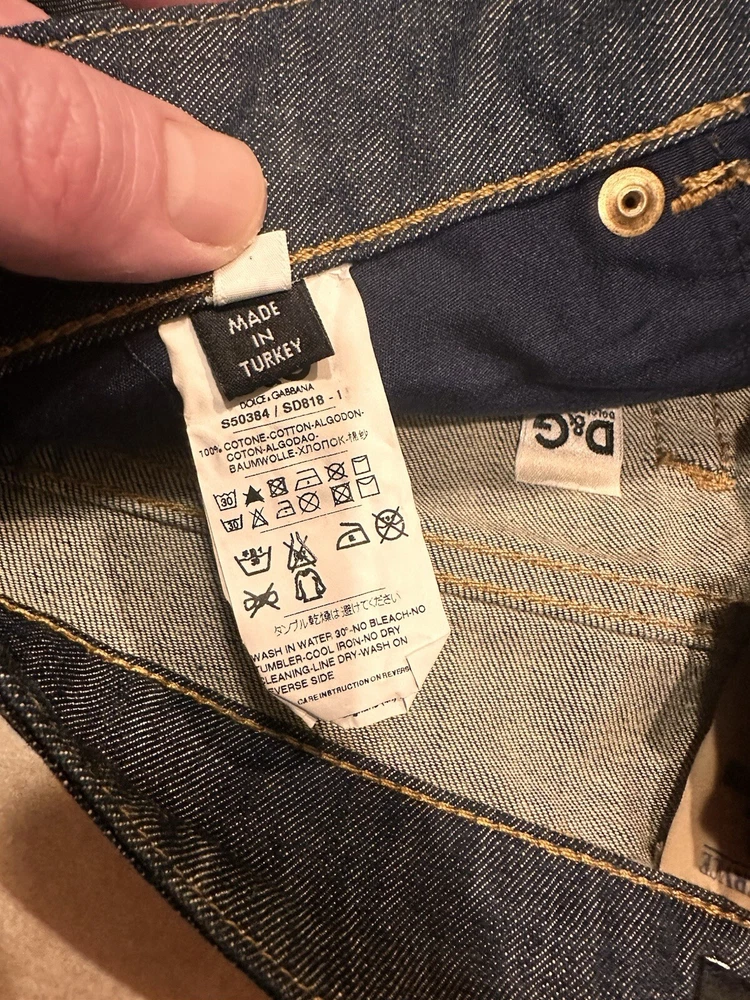 MADE
IN
TURKEY
DOLCE & GABBANA
S50384 / SD818 - I
100% COTONE-COTTON-ALGODON-
COTON-ALGODAO-
BAUMWOLLE-ХЛОПОК-
30
30
タンブル乾燥は避けてください
WASH IN WATER 30°-NO BLEACH-NO
TUMBLER-COOL IRON-NO DRY
CLEANING-LINE DRY-WASH ON
EVERSE SIDE
CARE INSTRUCTION ON REVERS
D&G